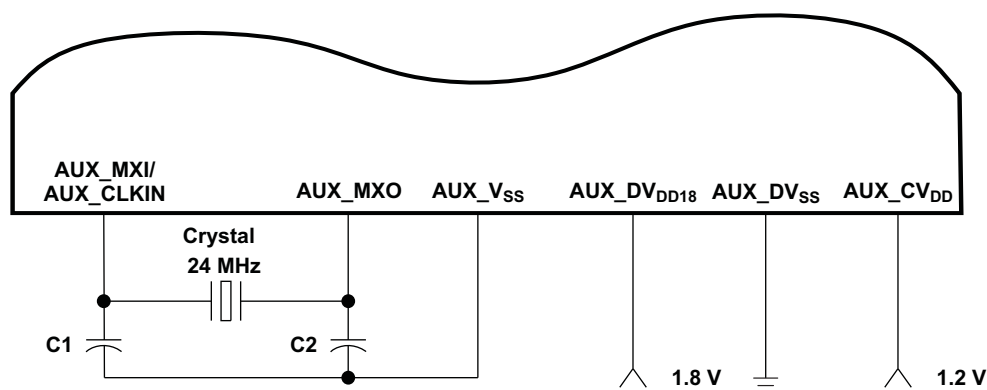 AUX_MXI/
AUX_CLKIN
AUX_MXO
AUX_VSS
AUX_DVDD18
AUX_DVSS
AUX_CVDD
Crystal
24 MHz
C1
C2
1.8 V
1.2 V